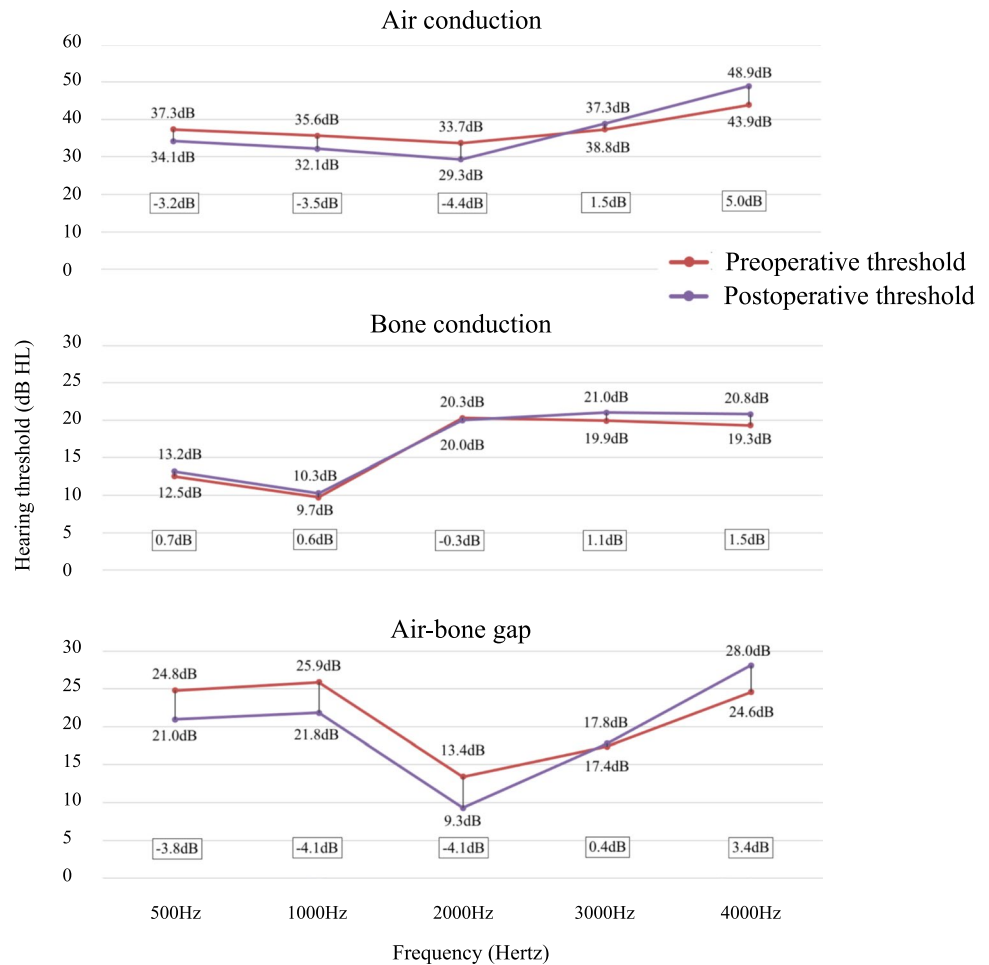 Air conduction
60
50
40
30
20
10
0
37.3dB
35.6dB
33.7dB
37.3dB
48.9dB
34.1dB
32.1dB
29.3dB
38.8dB
43.9dB
-3.2dB
-3.5dB
-4.4dB
1.5dB
5.0dB
Preoperative threshold
Postoperative threshold
Hearing threshold (dB HL)
Bone conduction
30
25
20
15
10
5
0
13.2dB
10.3dB
20.3dB
21.0dB
20.8dB
12.5dB
9.7dB
20.0dB
19.9dB
19.3dB
0.7dB
0.6dB
-0.3dB
1.1dB
1.5dB
Air-bone gap
30
25
20
15
10
5
0
24.8dB
25.9dB
13.4dB
17.8dB
28.0dB
21.0dB
21.8dB
9.3dB
17.4dB
24.6dB
-3.8dB
-4.1dB
-4.1dB
0.4dB
3.4dB
500Hz
1000Hz
2000Hz
3000Hz
4000Hz
Frequency (Hertz)